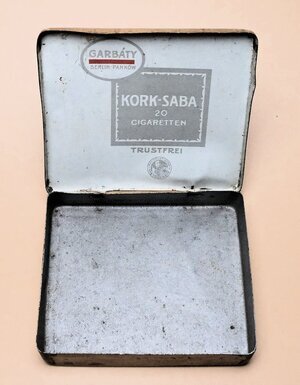 GARBÁTY
BERLIN-PANKOW
KORK-SABA
20
CIGARETTEN
TRUSTFREI